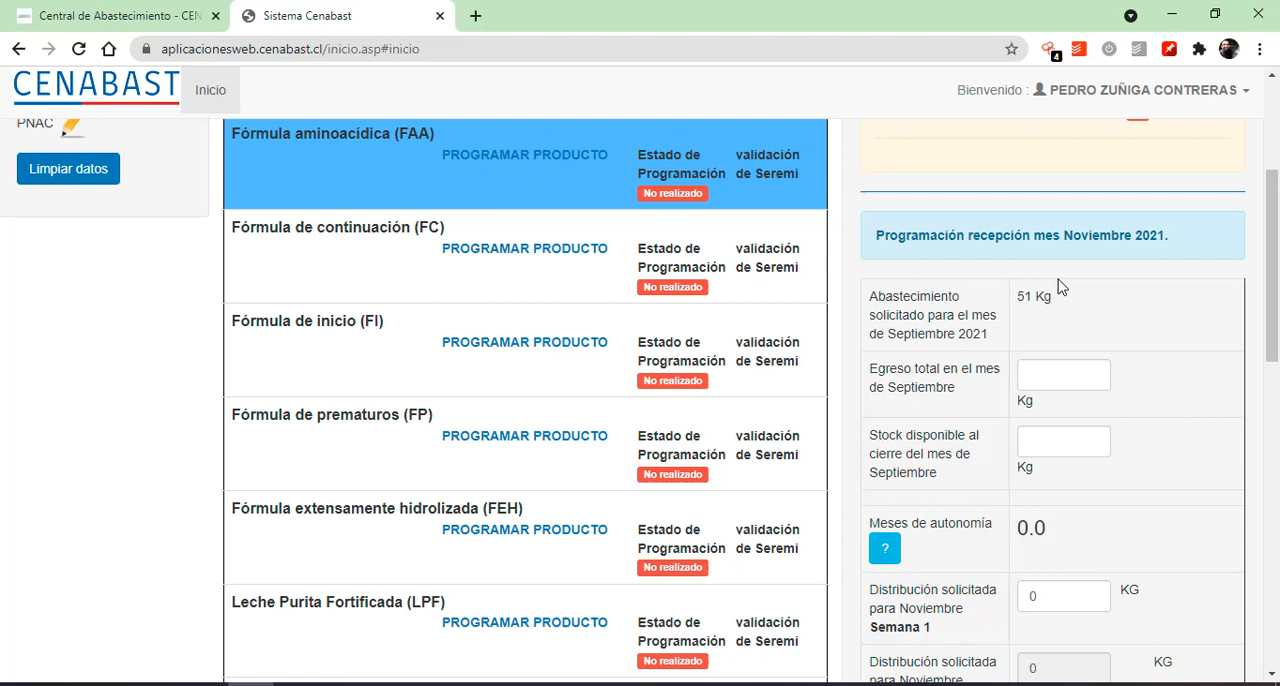 Central de Abastecimiento - CEN
Sistema Cenabast
aplicacionesweb.cenabast.cl/inicio.asp#inicio
4
CENABAST
Inicio
Bienvenido : PEDRO ZUÑIGA CONTRERAS
PNAC
Limpiar datos
Fórmula aminoacídica (FAA)
PROGRAMAR PRODUCTO
Estado de validación
Programación de Seremi
No realizado
Fórmula de continuación (FC)
PROGRAMAR PRODUCTO
Estado de validación
Programación de Seremi
No realizado
Fórmula de inicio (FI)
PROGRAMAR PRODUCTO
Estado de validación
Programación de Seremi
No realizado
Fórmula de prematuros (FP)
PROGRAMAR PRODUCTO
Estado de validación
Programación de Seremi
No realizado
Fórmula extensamente hidrolizada (FEH)
PROGRAMAR PRODUCTO
Estado de validación
Programación de Seremi
No realizado
Leche Purita Fortificada (LPF)
PROGRAMAR PRODUCTO
Estado de validación
Programación de Seremi
No realizado
Programación recepción mes Noviembre 2021.
Abastecimiento
solicitado para el mes
de Septiembre 2021
51 Kg
Egreso total en el mes
de Septiembre
Kg
Stock disponible al
cierre del mes de
Septiembre
Kg
Meses de autonomía
?
0.0
Distribución solicitada
para Noviembre
Semana 1
0 KG
Distribución solicitada
para Noviembre
0 KG